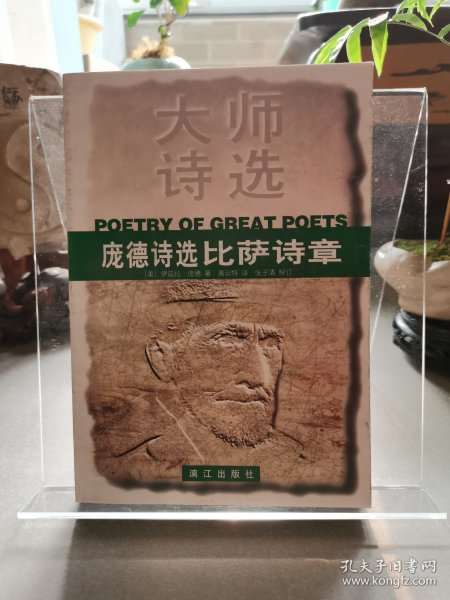 大师
诗选
POETRY OF GREAT POETS
庞德诗选比萨诗章
[美] 伊兹拉·庞德 著 黄运特 译 张子清 校订
漓江出版社
孔夫子旧书网
www.kongfz.com